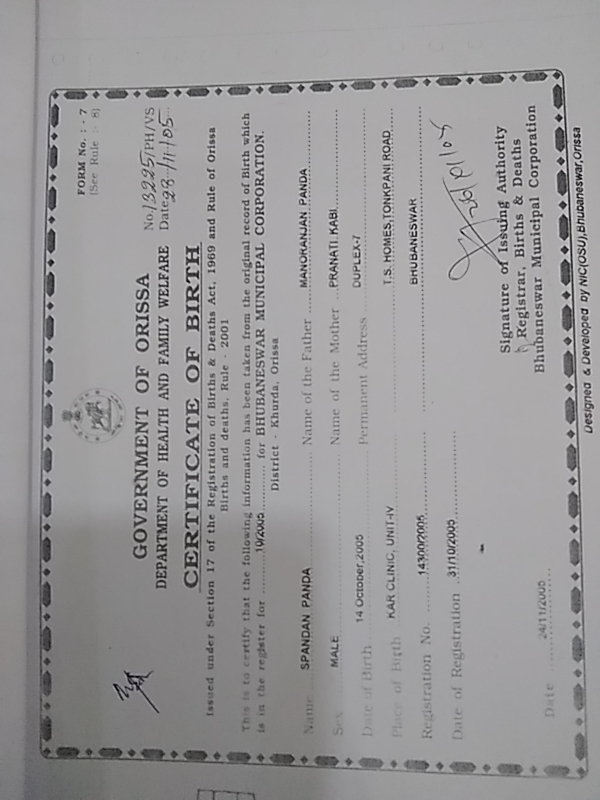 FORM No. : - 7
[See Rule : 8]
GOVERNMENT OF ORISSA
No. 13225/PH/VS
DEPARTMENT OF HEALTH AND FAMILY WELFARE
Date 28/11/05
CERTIFICATE OF BIRTH
Issued under Section 17 of the Registration of Births & Deaths Act, 1969 and Rule of Orissa
Births and deaths, Rule - 2001
This is to certify that the following information has been taken from the original record of Birth which
is in the register for 10/2005 for BHUBANESWAR MUNICIPAL CORPORATION.
District - Khurda, Orissa
Name SPANDAN PANDA Name of the Father MANORANJAN PANDA
Sex MALE Name of the Mother PRANATI KABI
Date of Birth 14 October,2005 Permanent Address DUPLEX-7
Place of Birth KAR CLINIC, UNIT-IV T.S. HOMES,TONKPANI ROAD
Registration No. 14300/2005 BHUBANESWAR
Date of Registration 31/10/2005
Signature of Issuing Authority
Registrar, Births & Deaths
Date 24/11/2005 Bhubaneswar Municipal Corporation
Designed & Developed by NIC(OSU),Bhubaneswar,Orissa